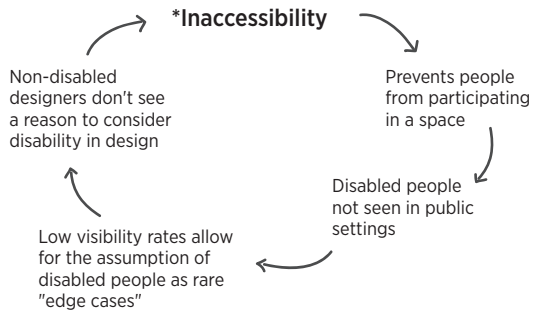 *Inaccessibility
Prevents people
from participating
in a space
Disabled people
not seen in public
settings
Low visibility rates allow
for the assumption of
disabled people as rare
"edge cases"
Non-disabled
designers don't see
a reason to consider
disability in design